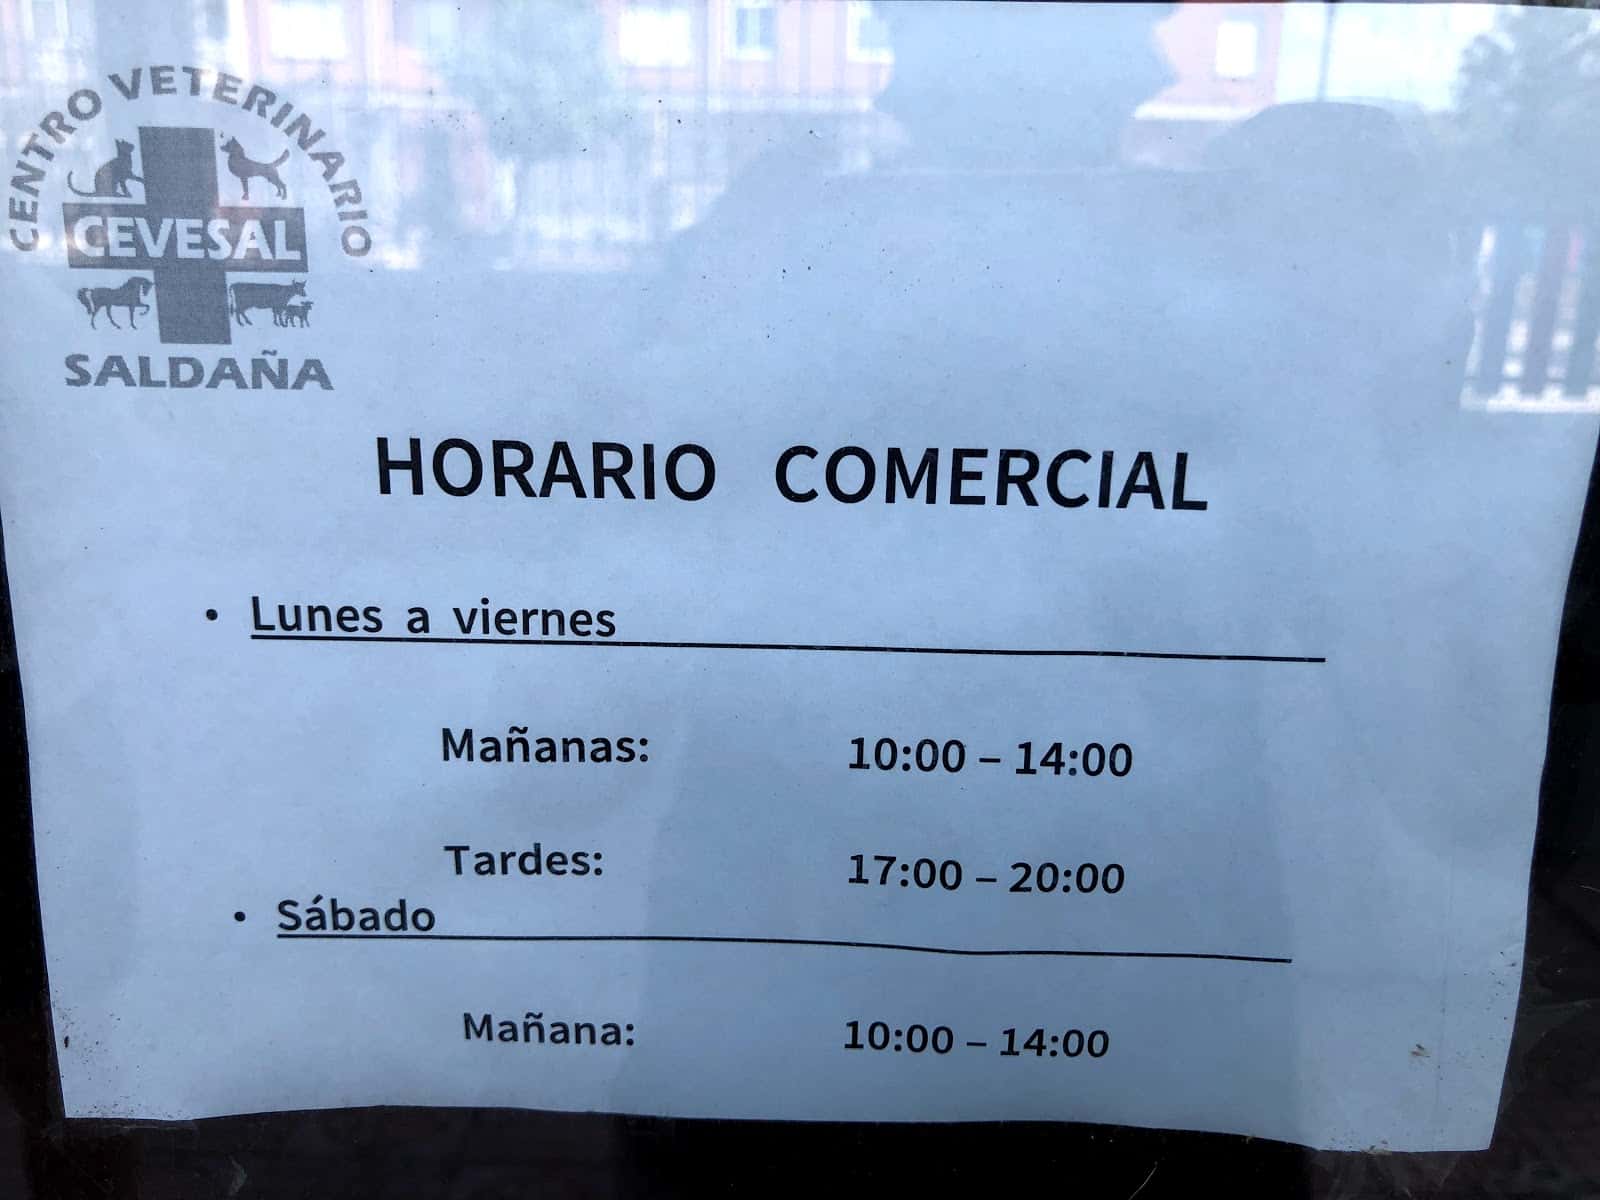 CENTRO VETERINARIO
CEVESAL
SALDAÑA
HORARIO COMERCIAL
• Lunes a viernes
Mañanas: 10:00 – 14:00
Tardes: 17:00 – 20:00
• Sábado
Mañana: 10:00 – 14:00